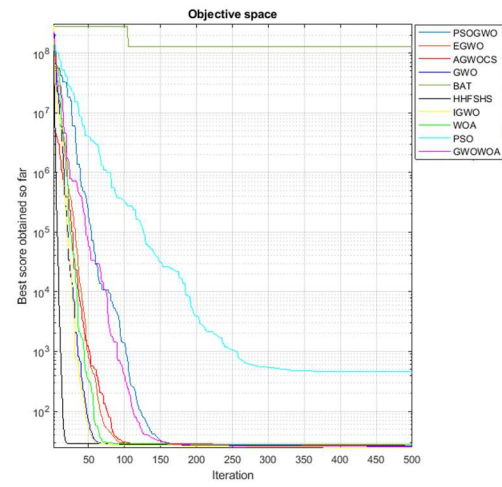 Objective space
10^8
10^7
10^6
10^5
10^4
10^3
10^2
Best score obtained so far
50 100 150 200 250 300 350 400 450 500
Iteration
PSOGWO
EGWO
AGWOCS
GWO
BAT
HHFSHS
IGWO
WOA
PSO
GWOWOA